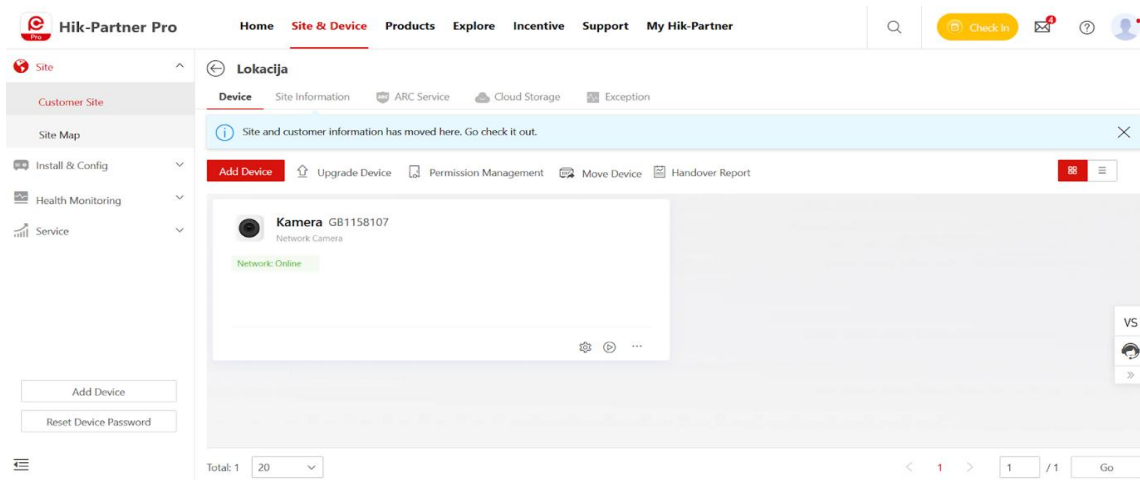 Hik-Partner Pro
Pro
Home Site & Device Products Explore Incentive Support My Hik-Partner
Check In
4
Site
Customer Site
Site Map
Install & Config
Health Monitoring
Service
Add Device
Reset Device Password
Lokacija
Device Site Information ARC Service Cloud Storage Exception
Site and customer information has moved here. Go check it out.
Add Device Upgrade Device Permission Management Move Device Handover Report
Kamera GB1158107
Network Camera
Network: Online
VS
Total: 1 20 < 1 > 1 / 1 Go